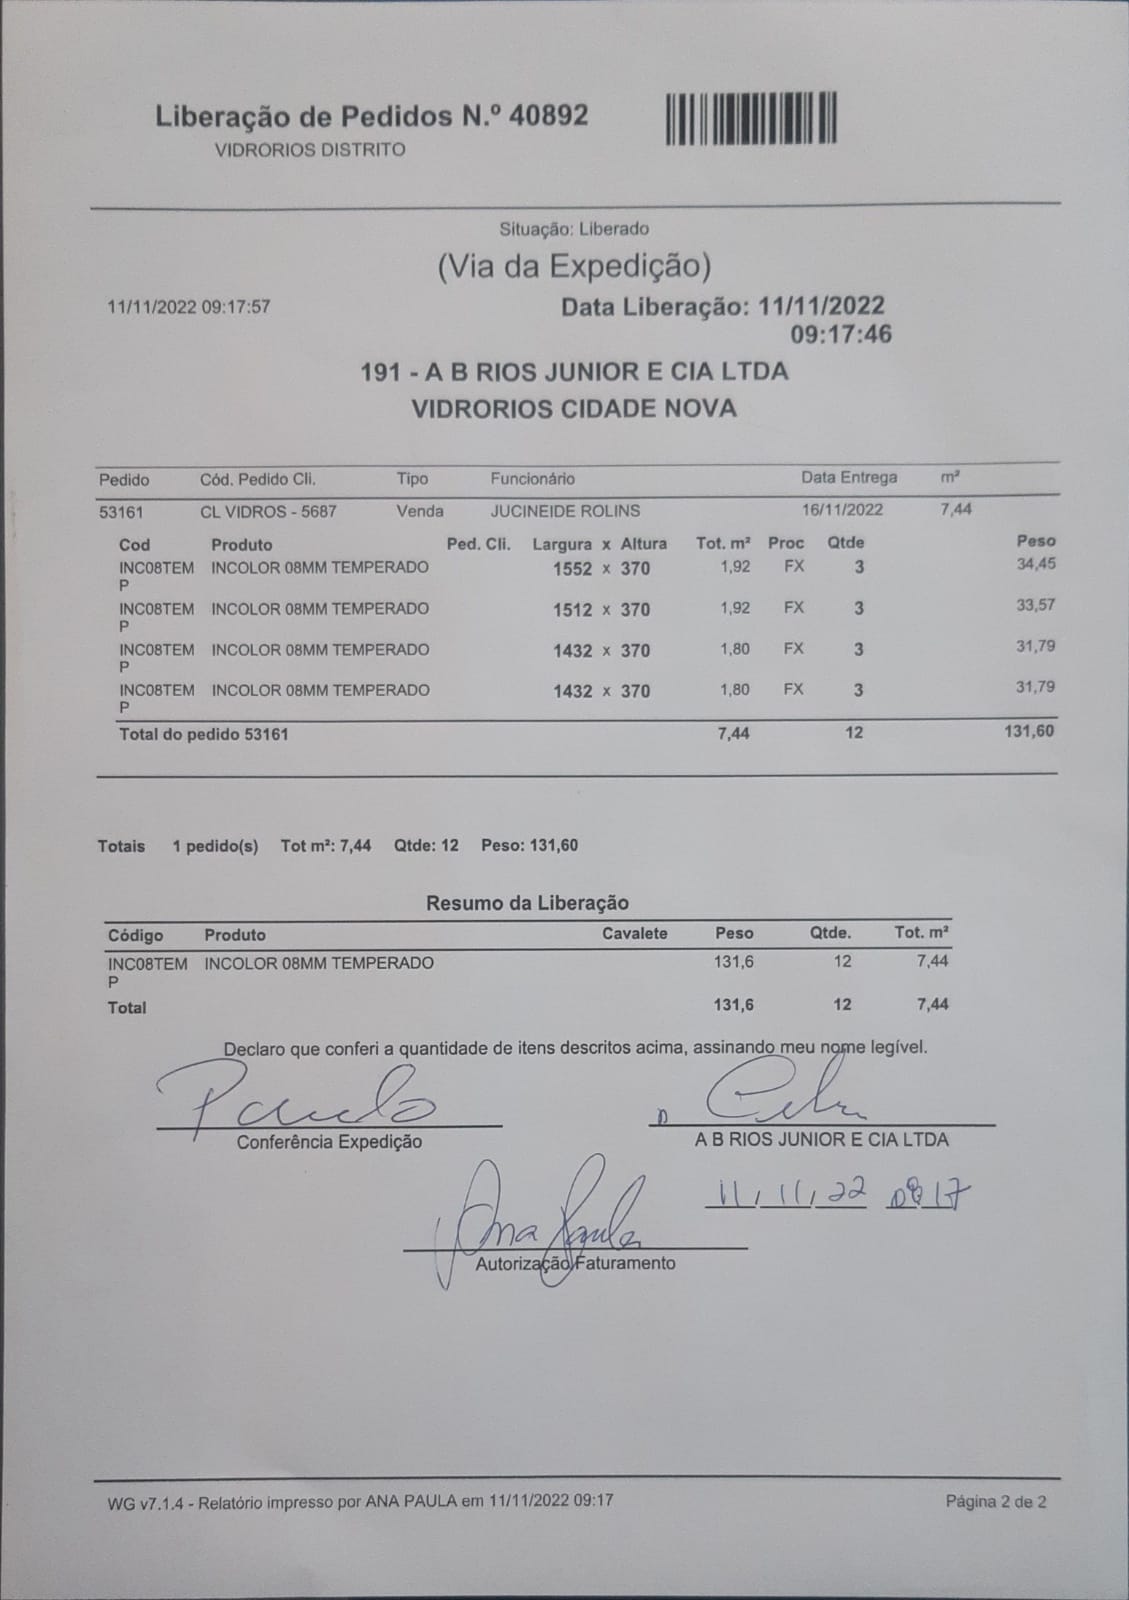 Liberação de Pedidos N.º 40892
VIDRORIOS DISTRITO
Situação: Liberado
(Via da Expedição)
11/11/2022 09:17:57 Data Liberação: 11/11/2022
09:17:46
191 - A B RIOS JUNIOR E CIA LTDA
VIDRORIOS CIDADE NOVA
Pedido Cód. Pedido Cli. Tipo Funcionário Data Entrega m²
53161 CL VIDROS - 5687 Venda JUCINEIDE ROLINS 16/11/2022 7,44
Cod Produto Ped. Cli. Largura x Altura Tot. m² Proc Qtde Peso
INC08TEM INCOLOR 08MM TEMPERADO 1552 x 370 1,92 FX 3 34,45
P
INC08TEM INCOLOR 08MM TEMPERADO 1512 x 370 1,92 FX 3 33,57
P
INC08TEM INCOLOR 08MM TEMPERADO 1432 x 370 1,80 FX 3 31,79
P
INC08TEM INCOLOR 08MM TEMPERADO 1432 x 370 1,80 FX 3 31,79
P
Total do pedido 53161 7,44 12 131,60
Totais 1 pedido(s) Tot m²: 7,44 Qtde: 12 Peso: 131,60
Resumo da Liberação
Código Produto Cavalete Peso Qtde. Tot. m²
INC08TEM INCOLOR 08MM TEMPERADO 131,6 12 7,44
P
Total 131,6 12 7,44
Declaro que conferi a quantidade de itens descritos acima, assinando meu nome legível.
Paulo
Conferência Expedição A B RIOS JUNIOR E CIA LTDA
11/11/22 09 17
Ana Paula
Autorização Faturamento
WG v7.1.4 - Relatório impresso por ANA PAULA em 11/11/2022 09:17 Página 2 de 2